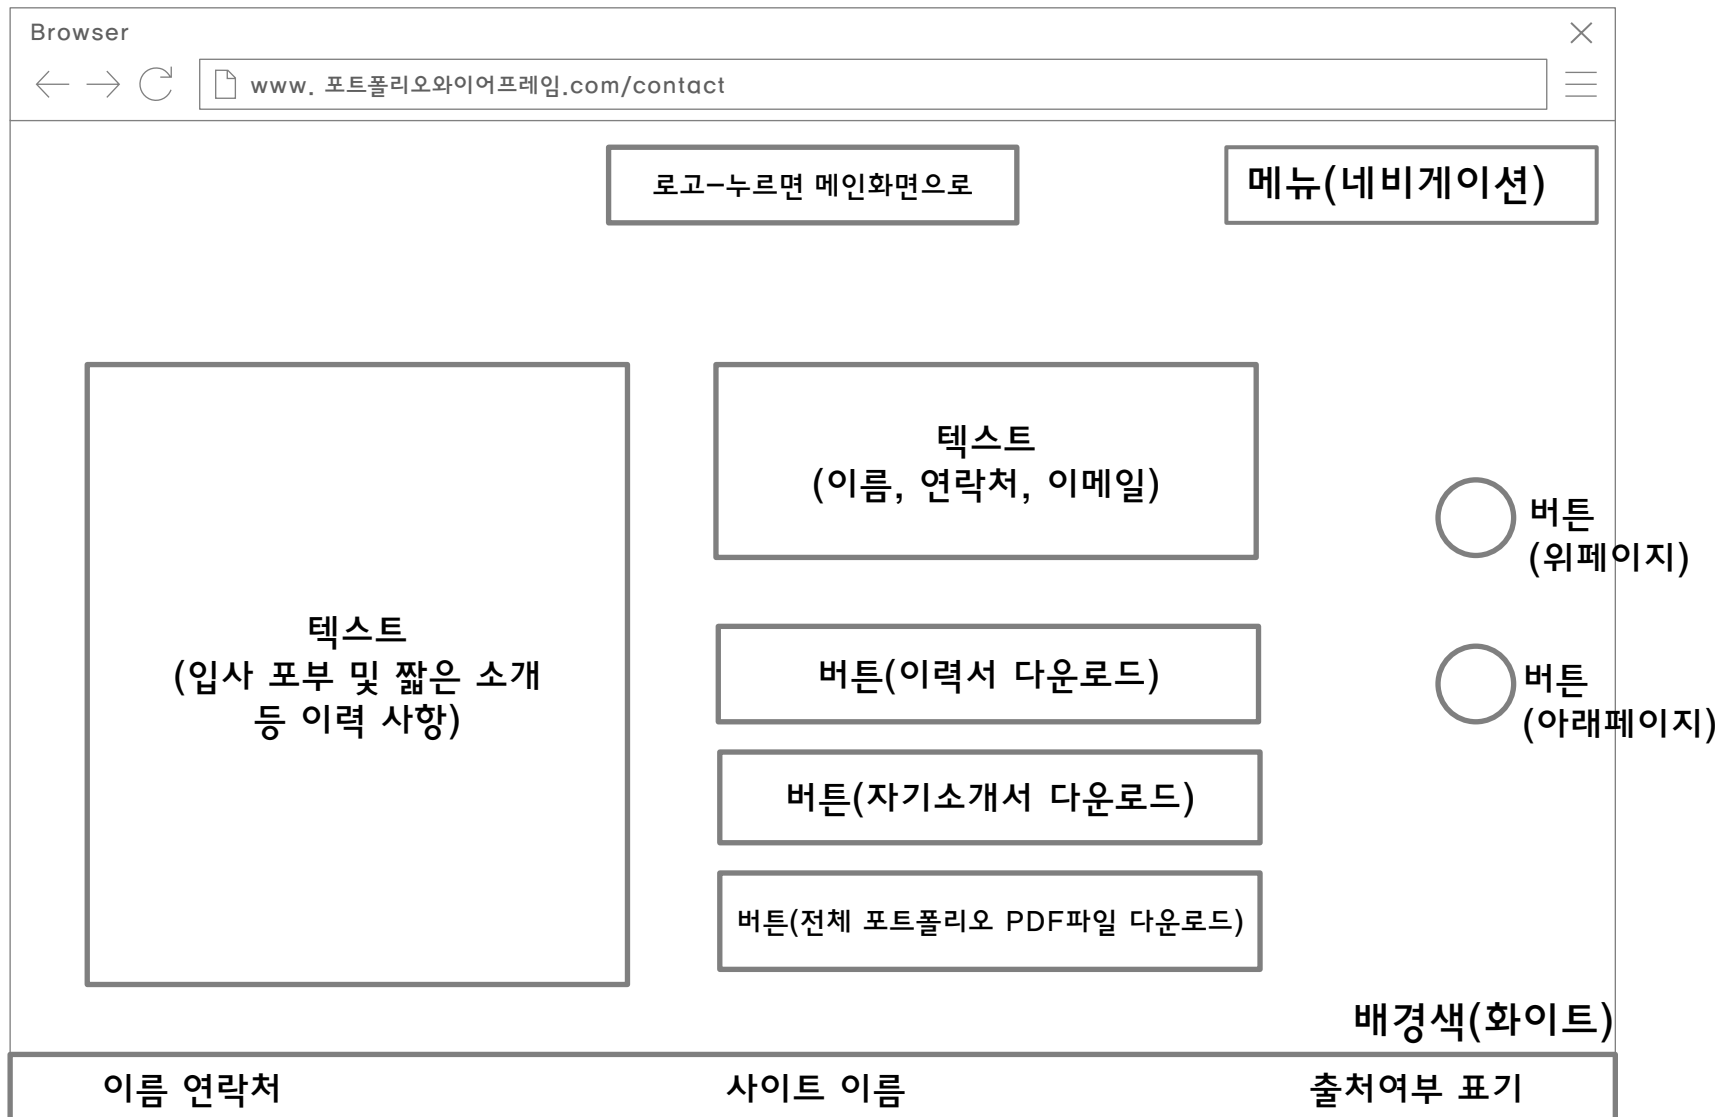 Browser
www. 포트폴리오와이어프레임.com/contact
로고-누르면 메인화면으로
메뉴(네비게이션)
텍스트
(입사 포부 및 짧은 소개
등 이력 사항)
텍스트
(이름, 연락처, 이메일)
버튼(이력서 다운로드)
버튼(자기소개서 다운로드)
버튼(전체 포트폴리오 PDF파일 다운로드)
버튼
(위페이지)
버튼
(아래페이지)
배경색(화이트)
이름 연락처
사이트 이름
출처여부 표기